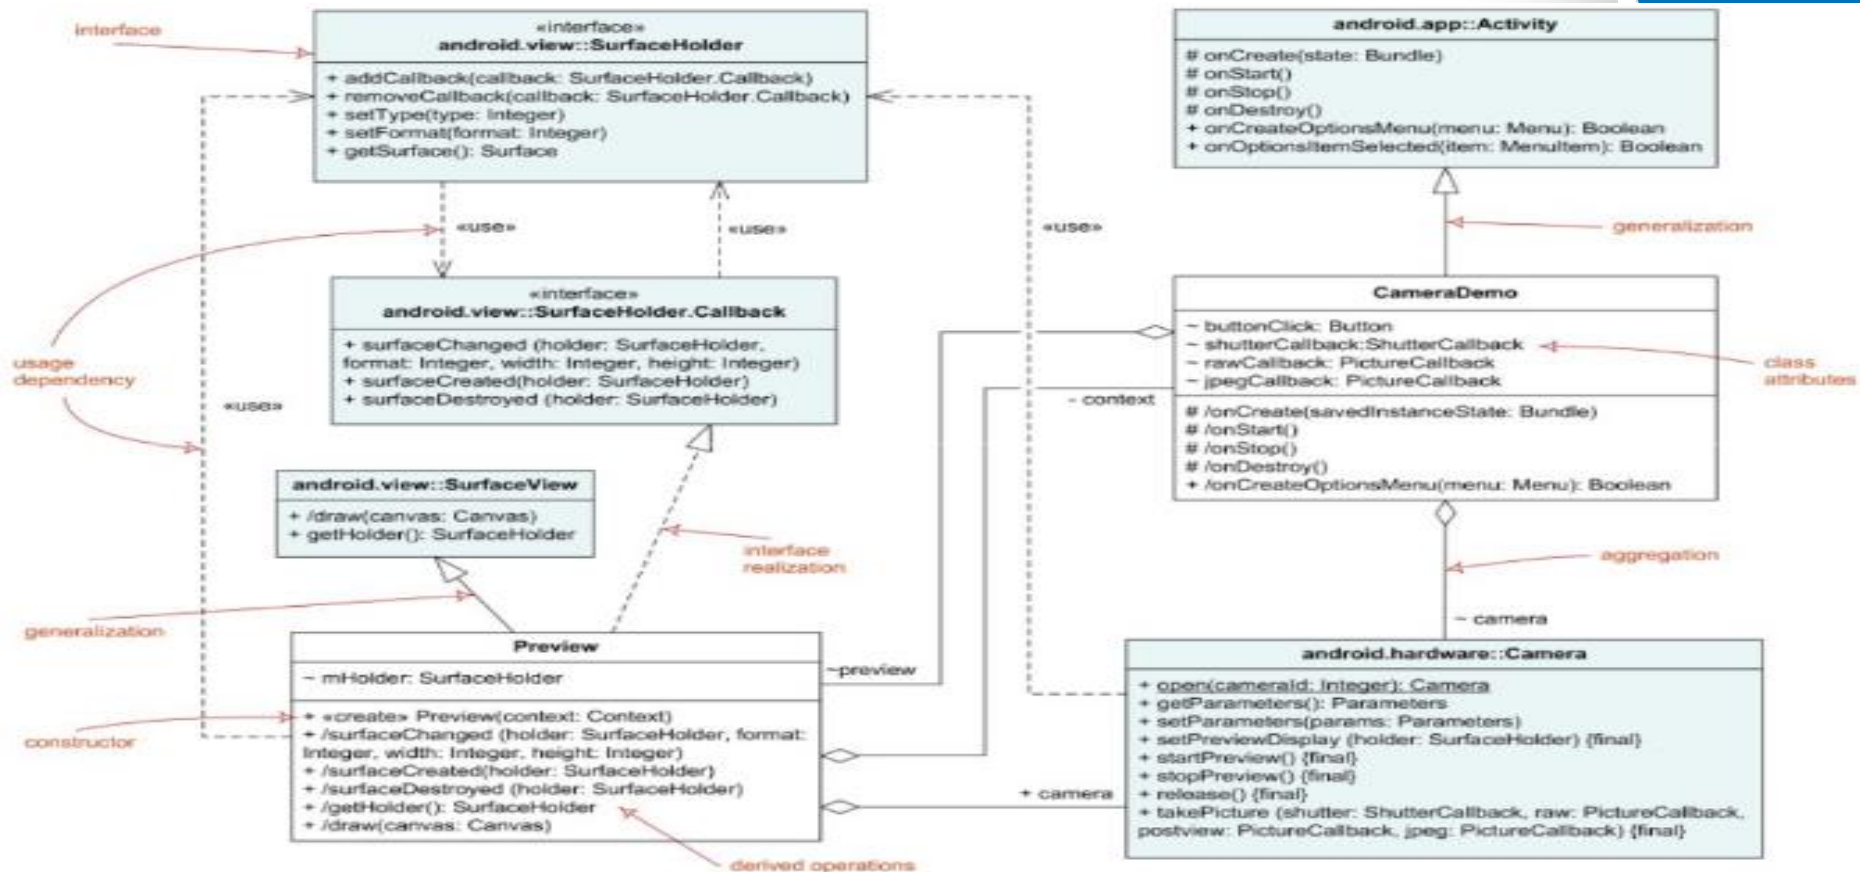 interface
«interface»
android.view::SurfaceHolder
+ addCallback(callback: SurfaceHolder.Callback)
+ removeCallback(callback: SurfaceHolder.Callback)
+ setType(type: Integer)
+ setFormat(format: Integer)
+ getSurface(): Surface
android.app::Activity
# onCreate(state: Bundle)
# onStart()
# onStop()
# onDestroy()
+ onCreateOptionsMenu(menu: Menu): Boolean
+ onOptionsItemSelected(item: MenuItem): Boolean
«use»
«use»
«use»
generalization
«interface»
android.view::SurfaceHolder.Callback
+ surfaceChanged (holder: SurfaceHolder,
format: Integer, width: Integer, height: Integer)
+ surfaceCreated(holder: SurfaceHolder)
+ surfaceDestroyed (holder: SurfaceHolder)
usage
dependency
«use»
CameraDemo
~ buttonClick: Button
~ shutterCallback:ShutterCallback
~ rawCallback: PictureCallback
~ jpegCallback: PictureCallback
# /onCreate(savedInstanceState: Bundle)
# /onStart()
# /onStop()
# /onDestroy()
+ /onCreateOptionsMenu(menu: Menu): Boolean
class
attributes
- context
android.view::SurfaceView
+ /draw(canvas: Canvas)
+ getHolder(): SurfaceHolder
interface
realization
aggregation
generalization
~ camera
Preview
~ mHolder: SurfaceHolder
+ «create» Preview(context: Context)
+ /surfaceChanged (holder: SurfaceHolder, format:
Integer, width: Integer, height: Integer)
+ /surfaceCreated(holder: SurfaceHolder)
+ /surfaceDestroyed (holder: SurfaceHolder)
+ /getHolder(): SurfaceHolder
+ /draw(canvas: Canvas)
~preview
constructor
+ camera
derived operations
android.hardware::Camera
+ open(cameraId: Integer): Camera
+ getParameters(): Parameters
+ setParameters(params: Parameters)
+ setPreviewDisplay (holder: SurfaceHolder) {final}
+ startPreview() {final}
+ stopPreview() {final}
+ release() {final}
+ takePicture (shutter: ShutterCallback, raw: PictureCallback,
postview: PictureCallback, jpeg: PictureCallback) {final}